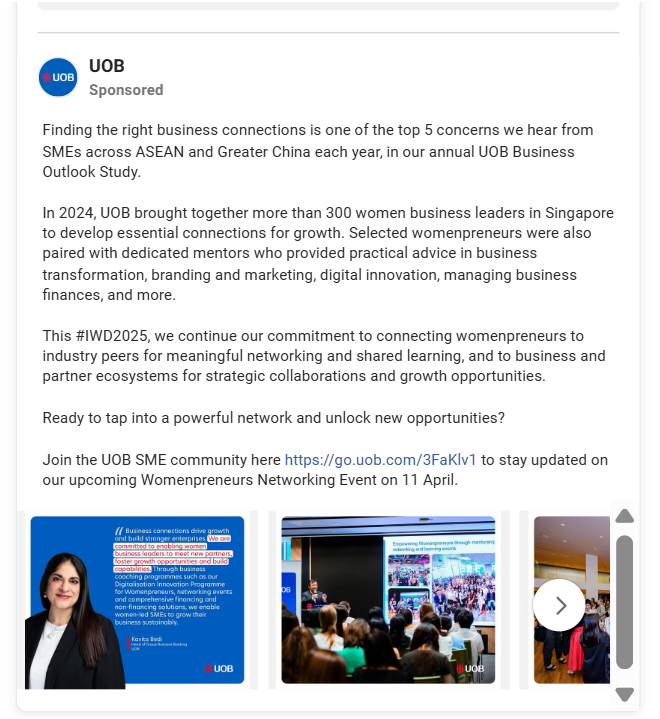 UOB
UOB
Sponsored
Finding the right business connections is one of the top 5 concerns we hear from
SMEs across ASEAN and Greater China each year, in our annual UOB Business
Outlook Study.
In 2024, UOB brought together more than 300 women business leaders in Singapore
to develop essential connections for growth. Selected womenpreneurs were also
paired with dedicated mentors who provided practical advice in business
transformation, branding and marketing, digital innovation, managing business
finances, and more.
This #IWD2025, we continue our commitment to connecting womenpreneurs to
industry peers for meaningful networking and shared learning, and to business and
partner ecosystems for strategic collaborations and growth opportunities.
Ready to tap into a powerful network and unlock new opportunities?
Join the UOB SME community here https://go.uob.com/3FaKlv1 to stay updated on
our upcoming Womenpreneurs Networking Event on 11 April.
Business connections drive growth
and build stronger enterprises. We are
committed to enabling women
business leaders to meet new partners,
foster growth opportunities and build
capabilities. Through business
coaching programmes such as our
Digitalisation Innovation Programme
for Womenpreneurs, networking events
and comprehensive financing and
non-financing solutions, we enable
women-led SMEs to grow their
business sustainably.
Kavita Bedi
Head of Group Business Banking
UOB
UOB
Empowering Womenpreneurs through mentoring,
networking and learning events
UOB